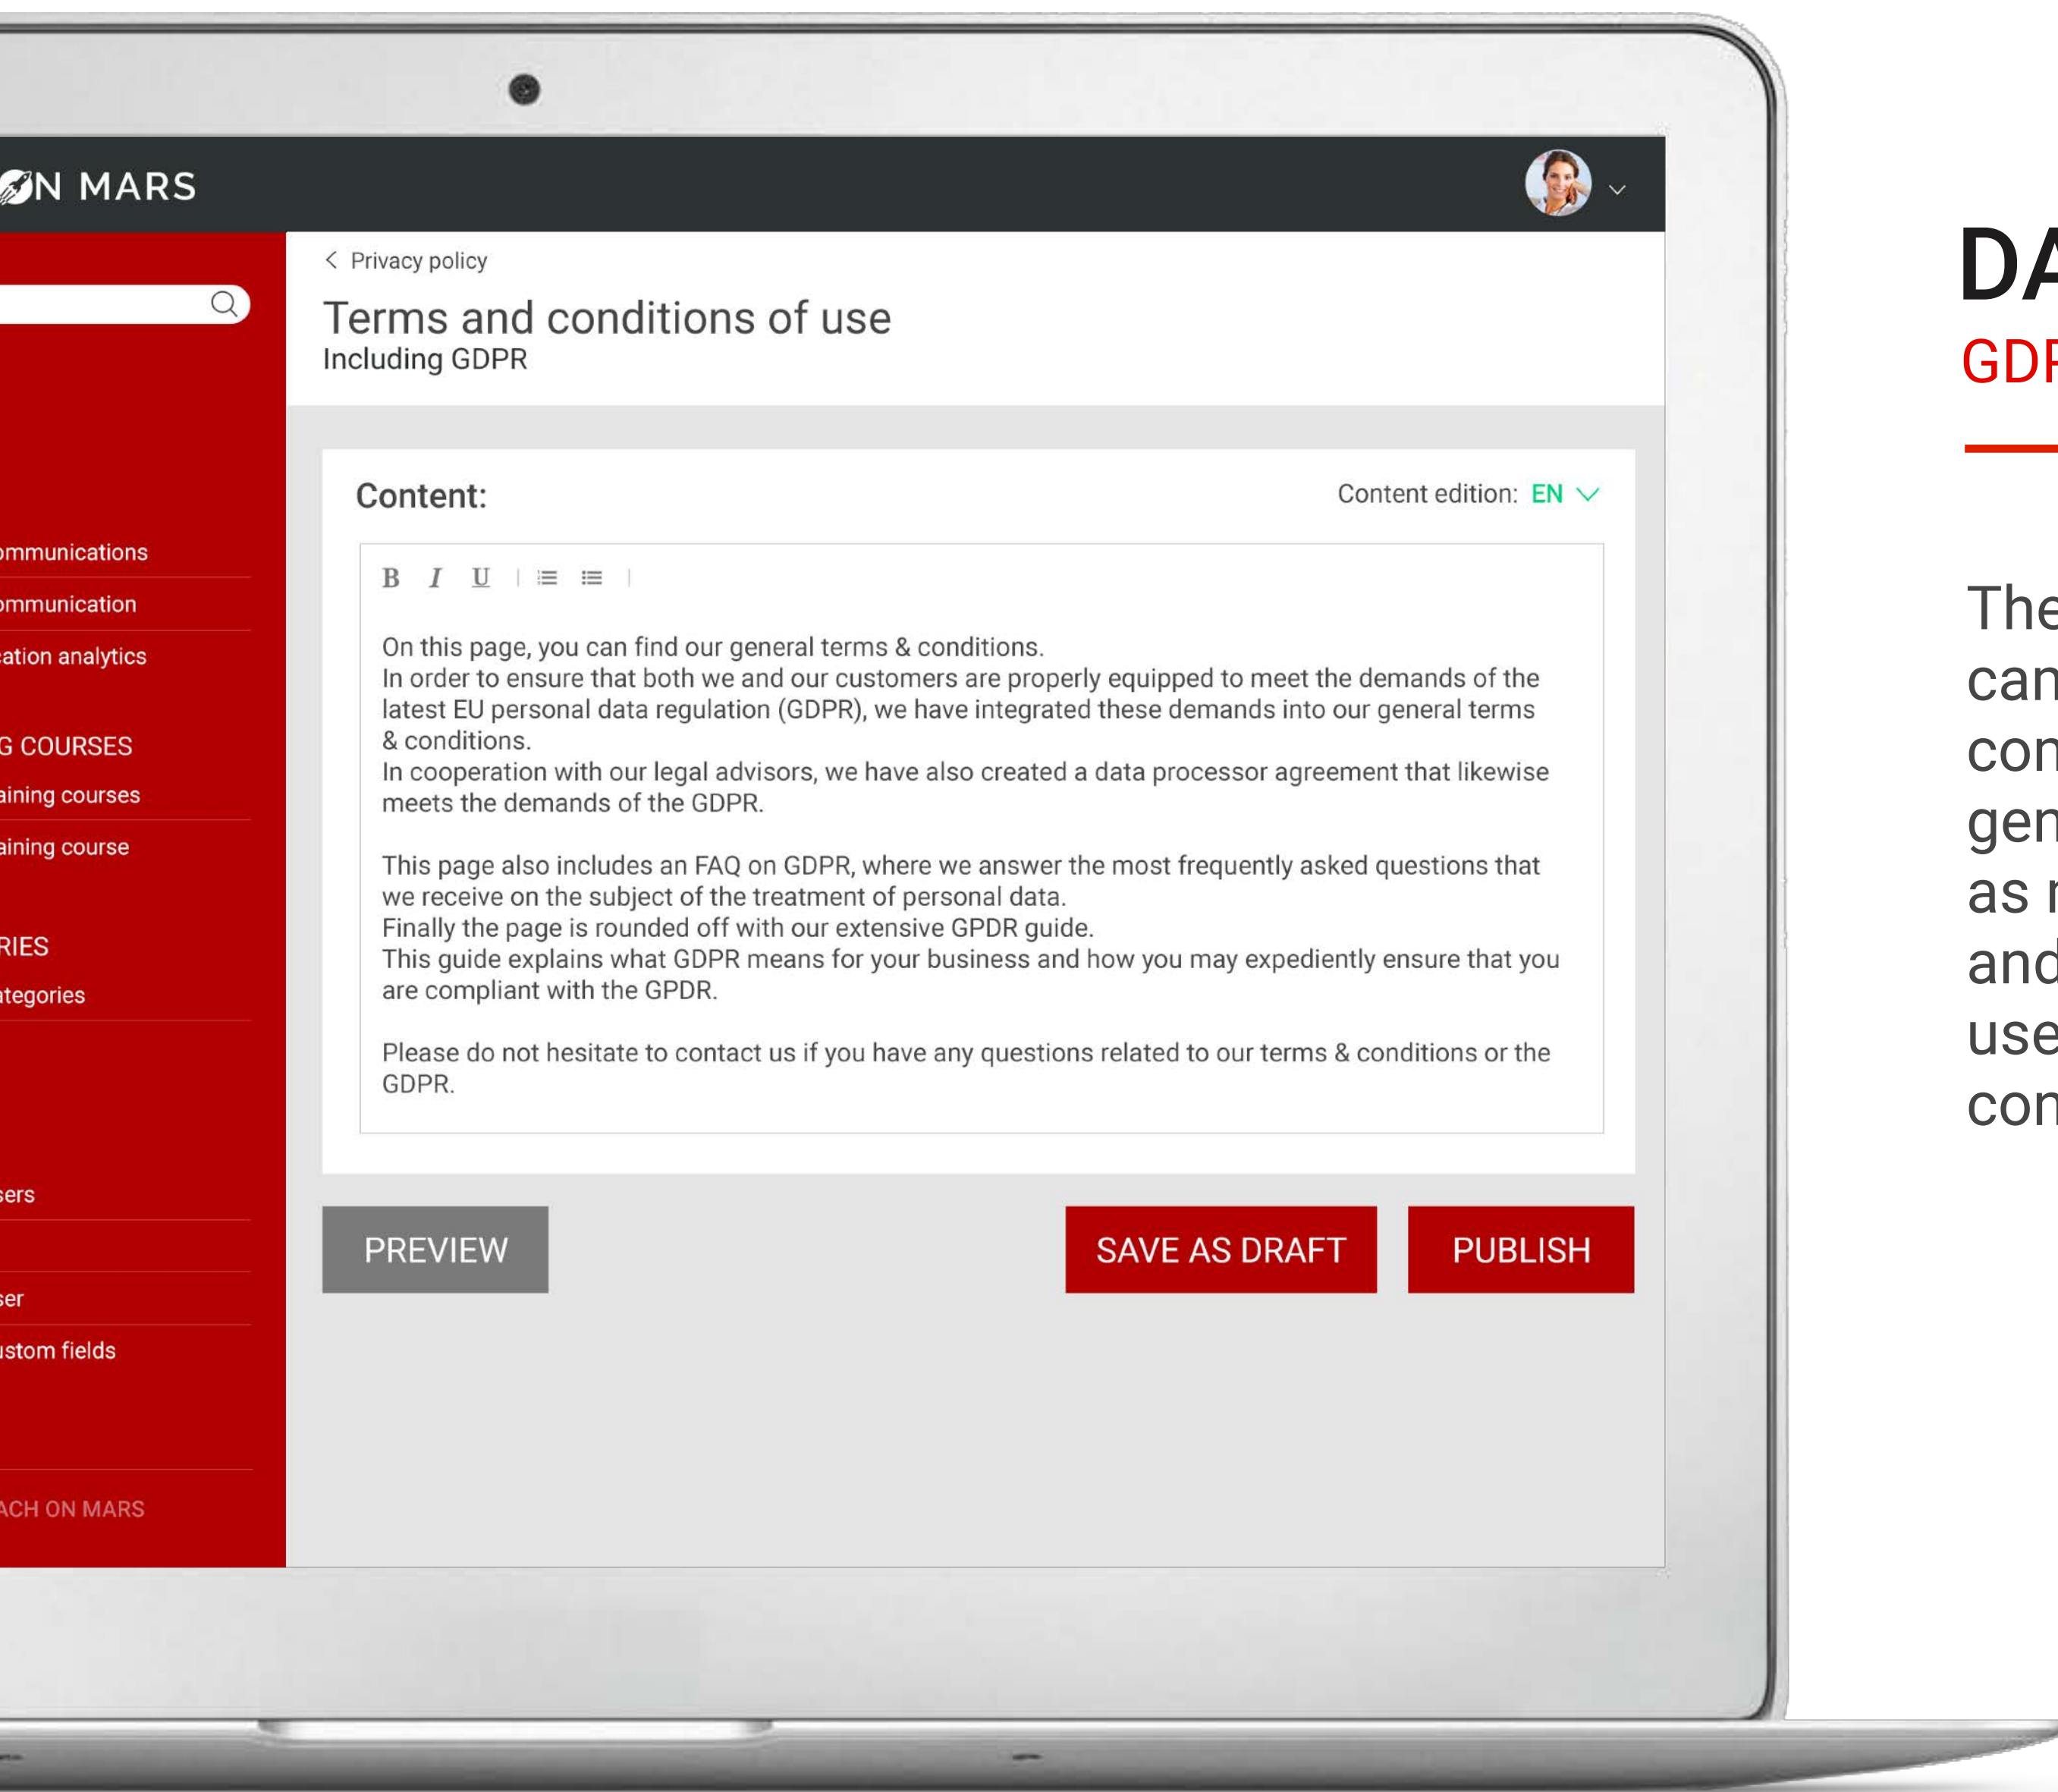 ON MARS
< Privacy policy
Terms and conditions of use
Including GDPR
Content:
Content edition: EN
B I U
On this page, you can find our general terms & conditions.
In order to ensure that both we and our customers are properly equipped to meet the demands of the
latest EU personal data regulation (GDPR), we have integrated these demands into our general terms
& conditions.
In cooperation with our legal advisors, we have also created a data processor agreement that likewise
meets the demands of the GDPR.
This page also includes an FAQ on GDPR, where we answer the most frequently asked questions that
we receive on the subject of the treatment of personal data.
Finally the page is rounded off with our extensive GPDR guide.
This guide explains what GDPR means for your business and how you may expediently ensure that you
are compliant with the GPDR.
Please do not hesitate to contact us if you have any questions related to our terms & conditions or the
GDPR.
PREVIEW
SAVE AS DRAFT
PUBLISH
ommunications
ommunication
cation analytics
G COURSES
aining courses
aining course
RIES
ategories
sers
ser
ustom fields
ACH ON MARS
DA
GDP
The
can
con
gen
as
and
use
con